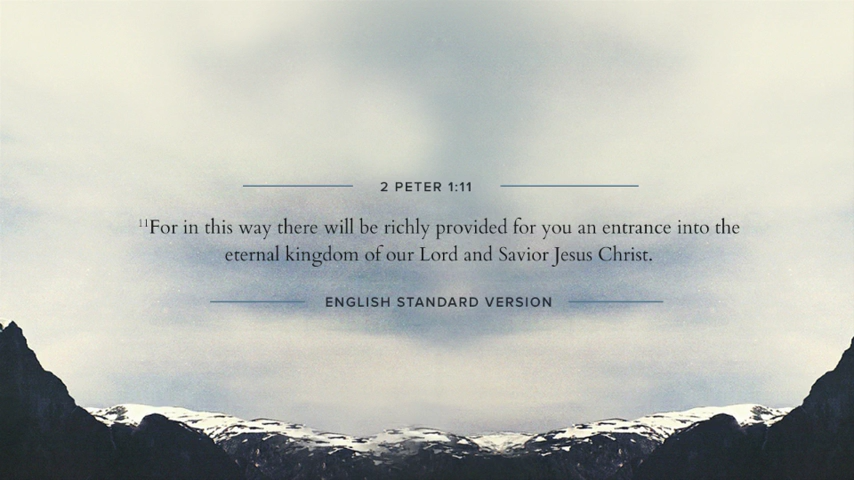 2 PETER 1:11
¹¹For in this way there will be richly provided for you an entrance into the
eternal kingdom of our Lord and Savior Jesus Christ.
ENGLISH STANDARD VERSION